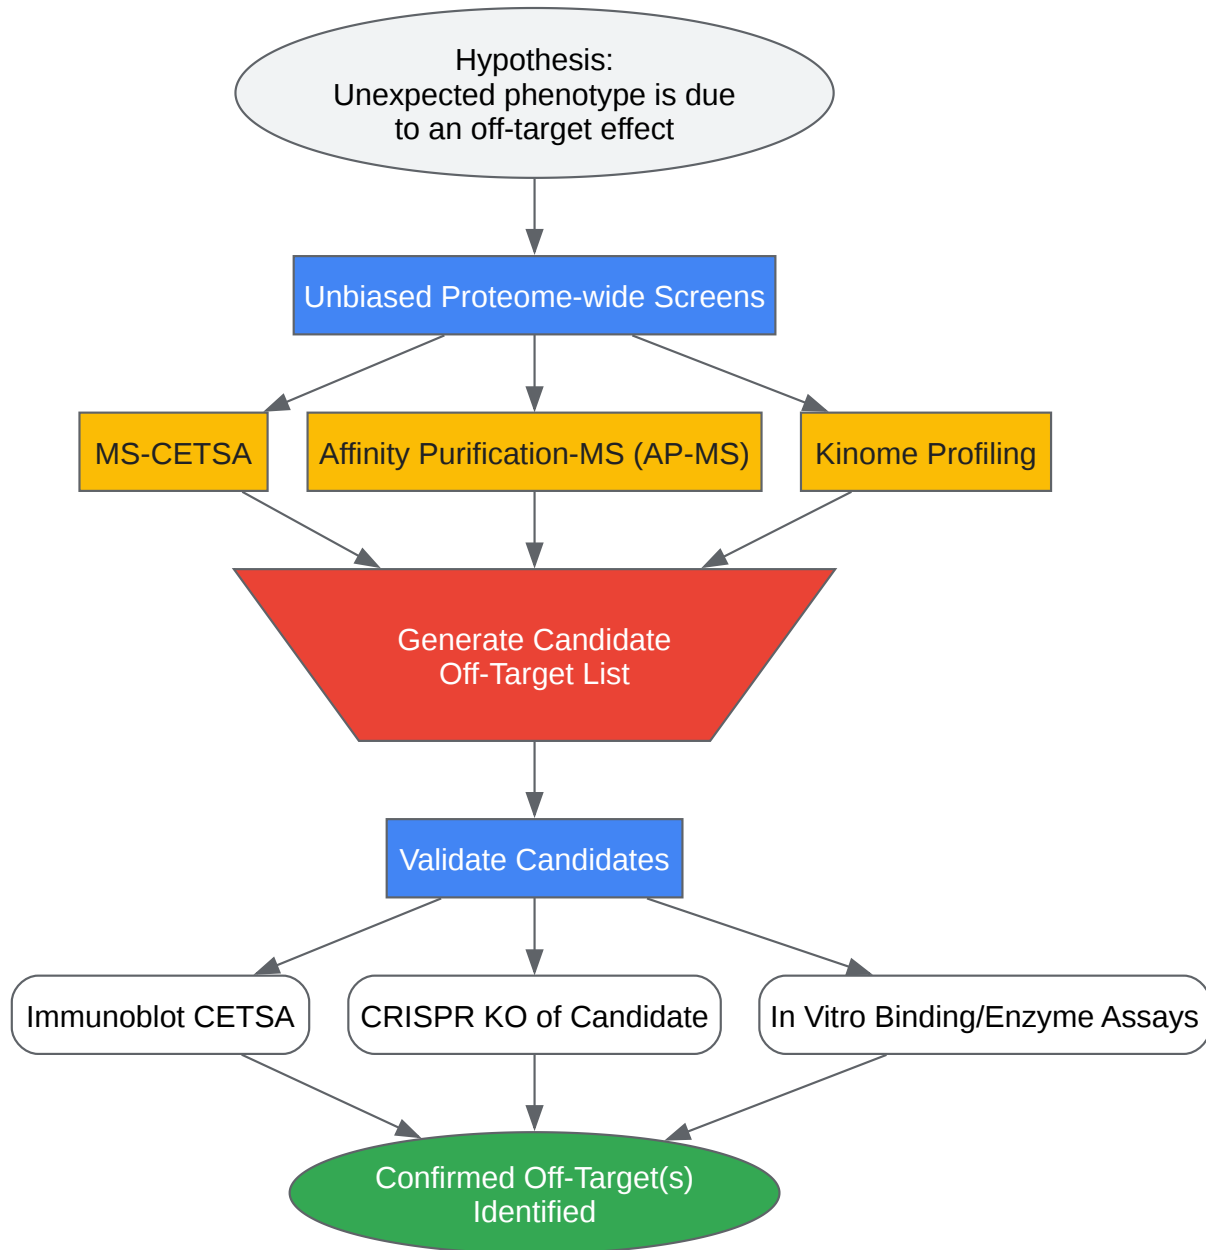 Hypothesis:
Unexpected phenotype is due
to an off-target effect
Unbiased Proteome-wide Screens
MS-CETSA
Affinity Purification-MS (AP-MS)
Kinome Profiling
Generate Candidate
Off-Target List
Validate Candidates
Immunoblot CETSA
CRISPR KO of Candidate
In Vitro Binding/Enzyme Assays
Confirmed Off-Target(s)
Identified